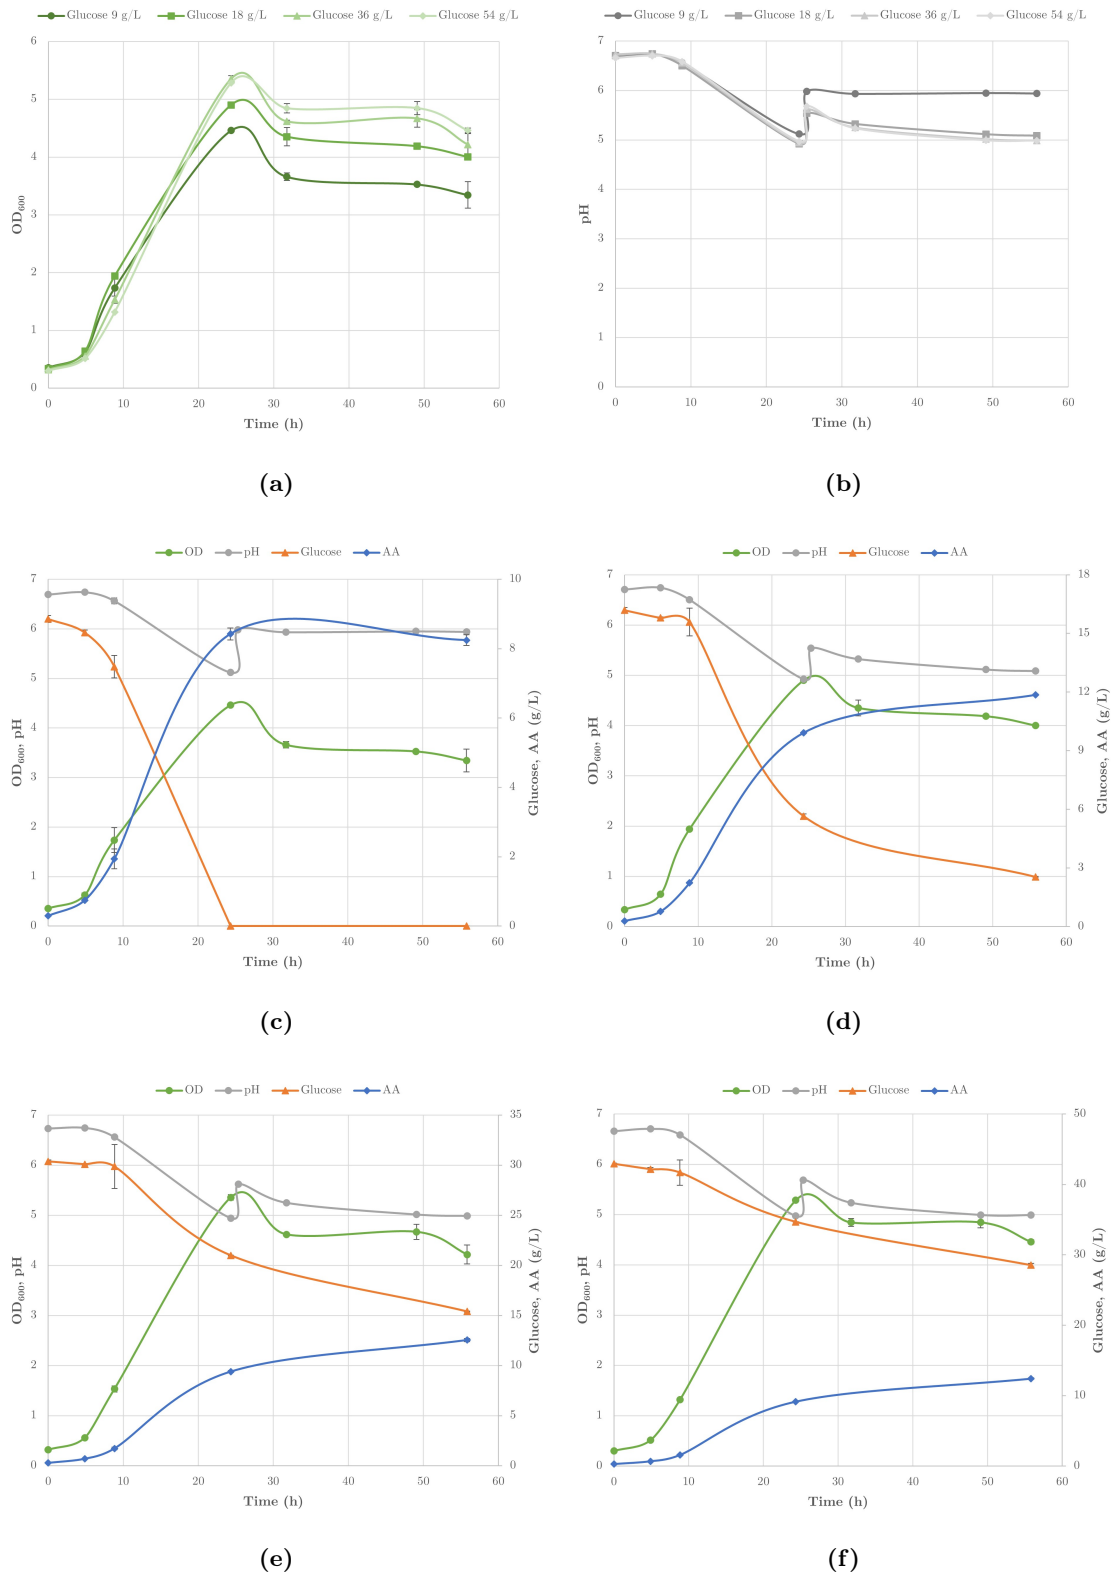 Glucose 9 g/L Glucose 18 g/L Glucose 36 g/L Glucose 54 g/L
6
5
4
3
2
1
0
OD600
0 10 20 30 40 50 60
Time (h)
(a)
Glucose 9 g/L Glucose 18 g/L Glucose 36 g/L Glucose 54 g/L
7
6
5
4
3
2
1
0
pH
0 10 20 30 40 50 60
Time (h)
(b)
OD pH Glucose AA
7
6
5
4
3
2
1
0
OD600, pH
10
8
6
4
2
0
Glucose, AA (g/L)
0 10 20 30 40 50 60
Time (h)
(c)
OD pH Glucose AA
7
6
5
4
3
2
1
0
OD600, pH
18
15
12
9
6
3
0
Glucose, AA (g/L)
0 10 20 30 40 50 60
Time (h)
(d)
OD pH Glucose AA
7
6
5
4
3
2
1
0
OD600, pH
35
30
25
20
15
10
5
0
Glucose, AA (g/L)
0 10 20 30 40 50 60
Time (h)
(e)
OD pH Glucose AA
7
6
5
4
3
2
1
0
OD600, pH
50
40
30
20
10
0
Glucose, AA (g/L)
0 10 20 30 40 50 60
Time (h)
(f)